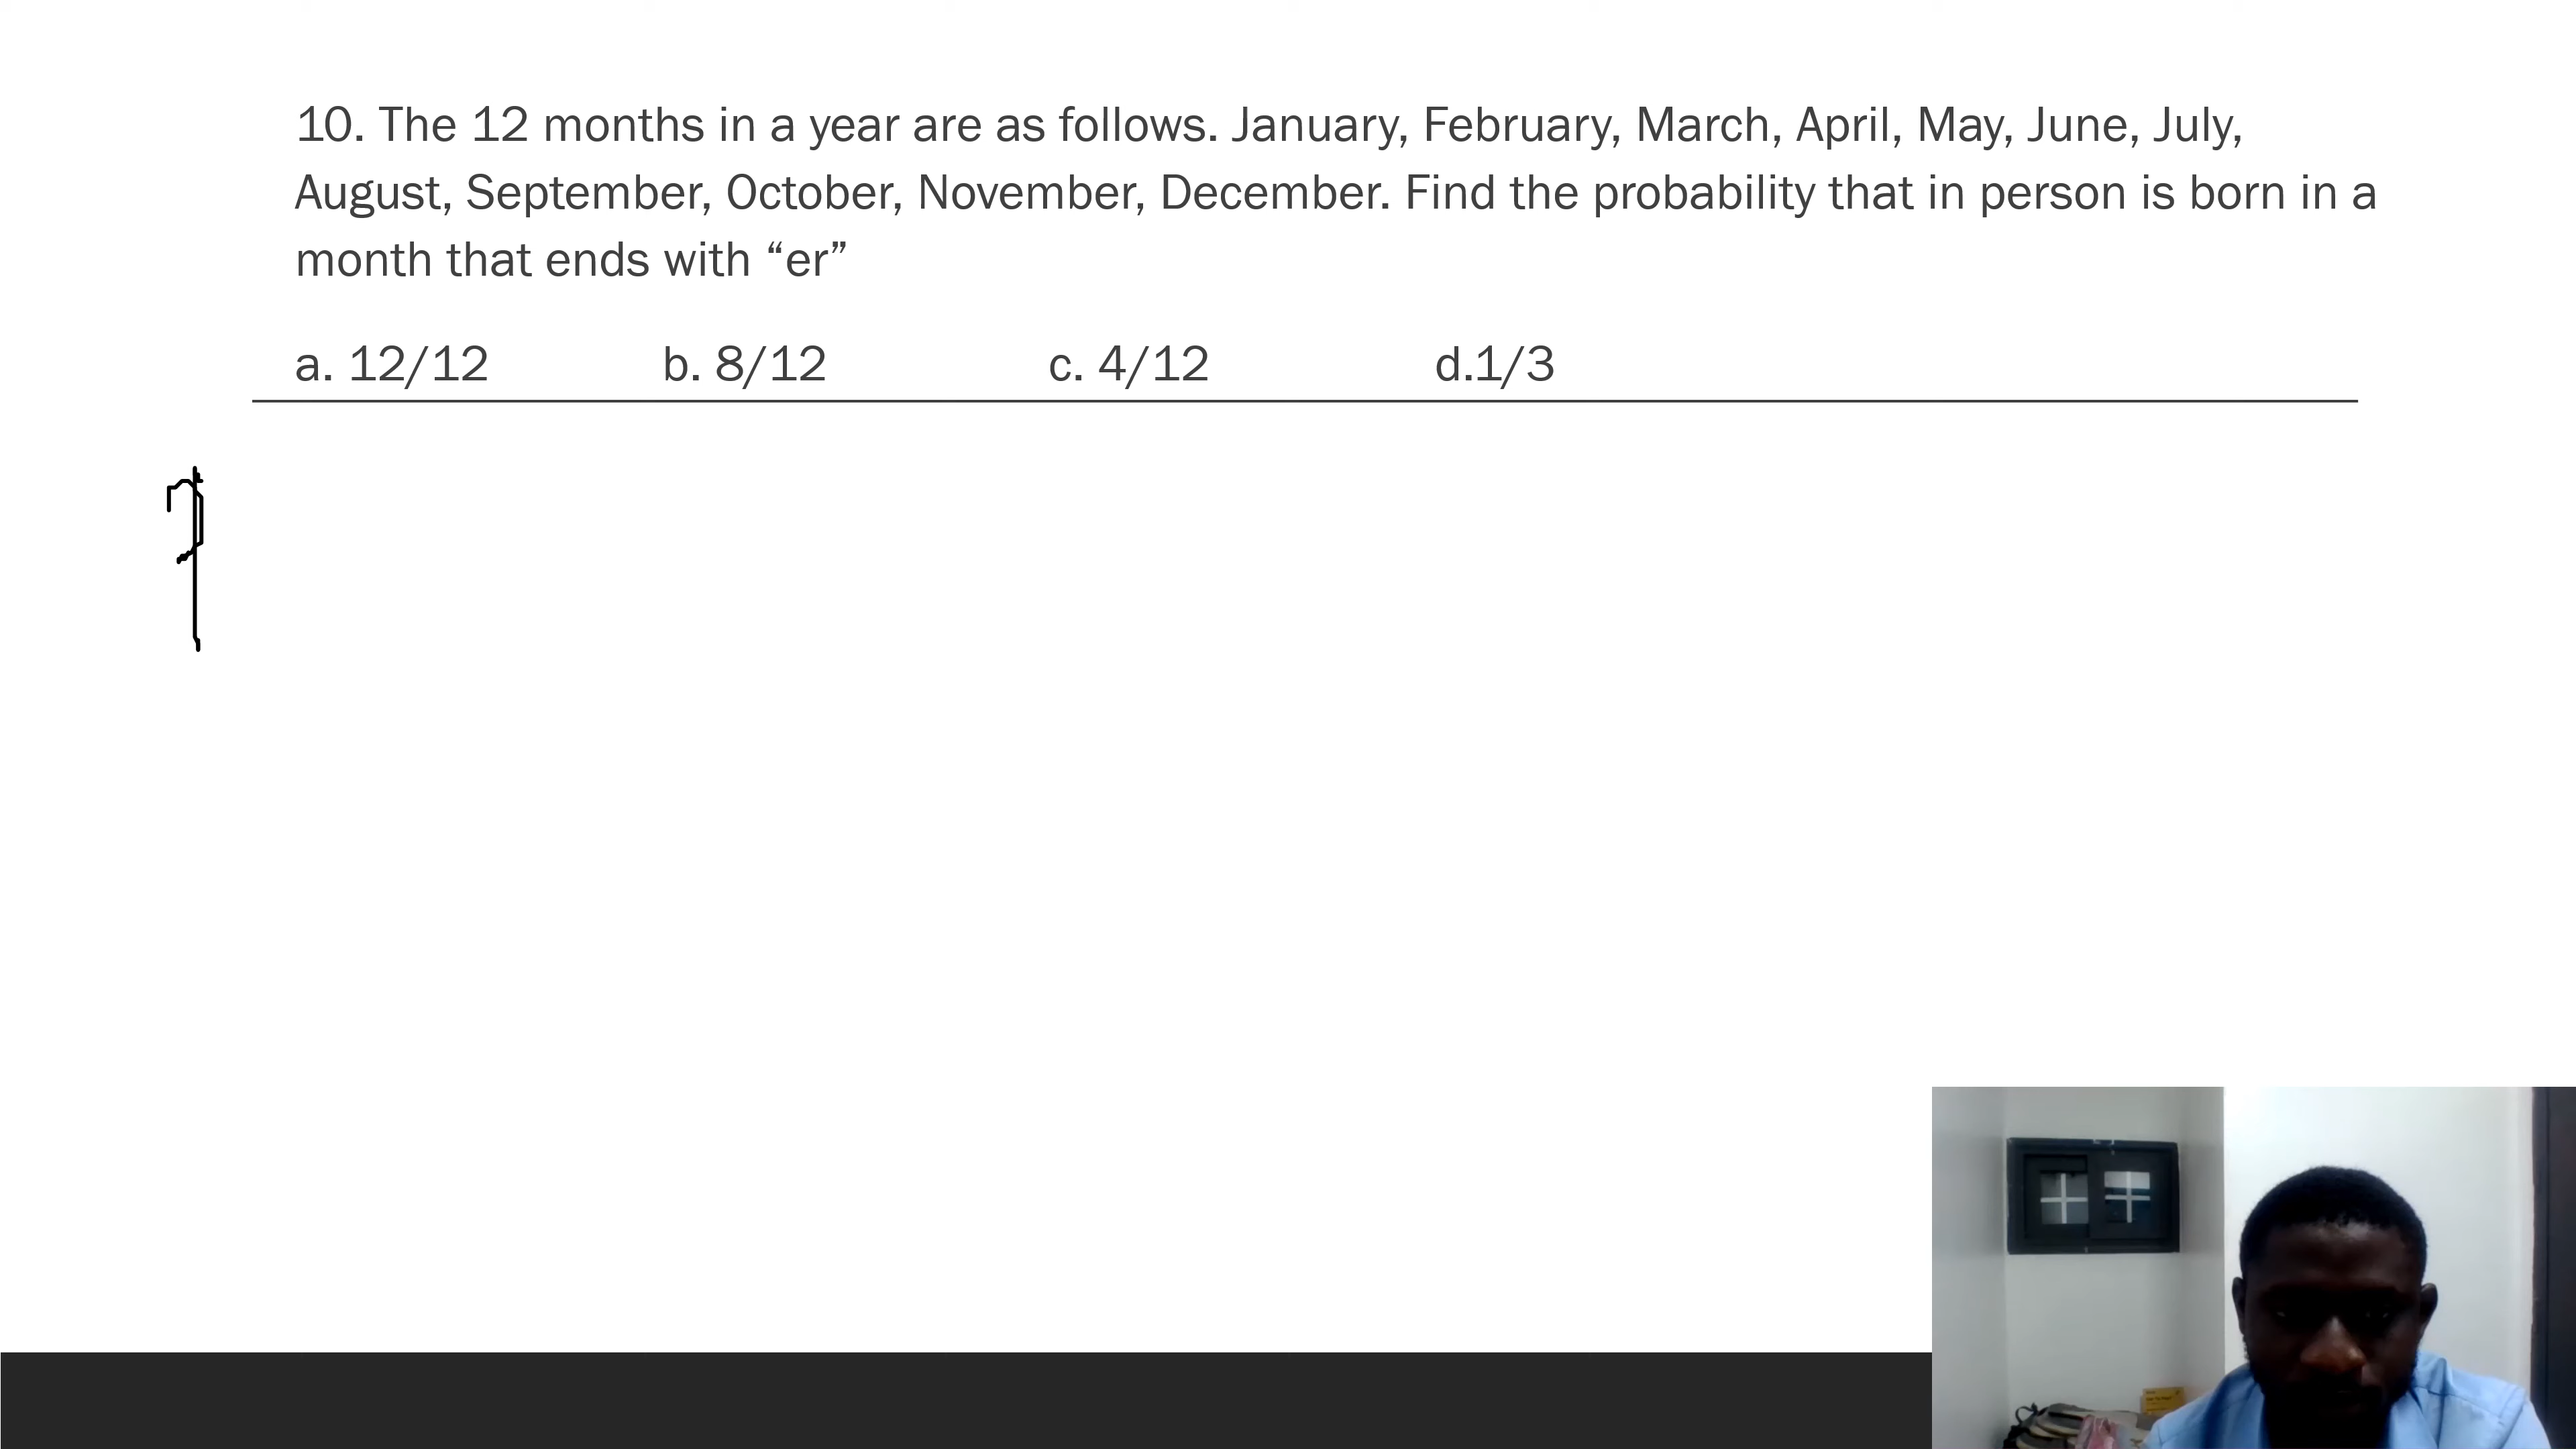 10. The 12 months in a year are as follows. January, February, March, April, May, June, July,
August, September, October, November, December. Find the probability that in person is born in a
month that ends with “er”
a. 12/12 b. 8/12 c. 4/12 d.1/3